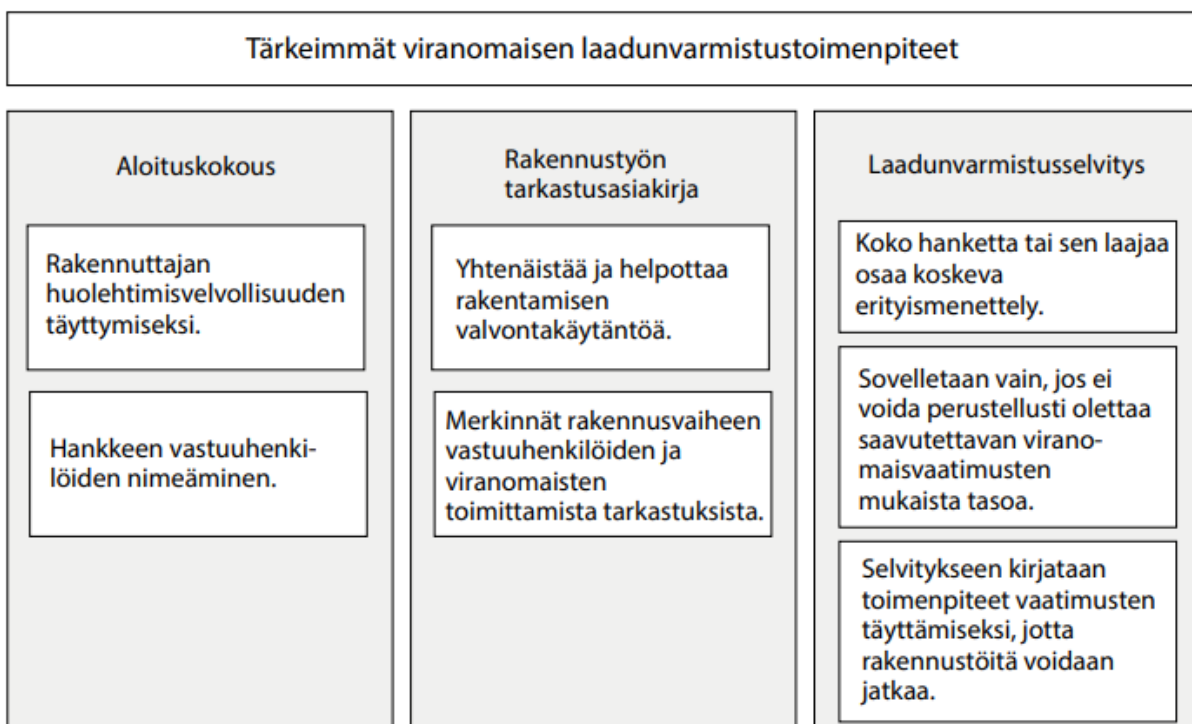 Tärkeimmät viranomaisen laadunvarmistustoimenpiteet
Aloituskokous
Rakennuttajan
huolehtimisvelvollisuuden
täyttymiseksi.
Hankkeen vastuuhenki-
löiden nimeäminen.
Rakennustyön
tarkastusasiakirja
Yhtenäistää ja helpottaa
rakentamisen
valvontakäytäntöä.
Merkinnät rakennusvaiheen
vastuuhenkilöiden ja
viranomaisten
toimittamista tarkastuksista.
Laadunvarmistusselvitys
Koko hanketta tai sen laajaa
osaa koskeva
erityismenettely.
Sovelletaan vain, jos ei
voida perustellusti olettaa
saavutettavan virano-
maisvaatimusten
mukaista tasoa.
Selvitykseen kirjataan
toimenpiteet vaatimusten
täyttämiseksi, jotta
rakennustöitä voidaan
jatkaa.